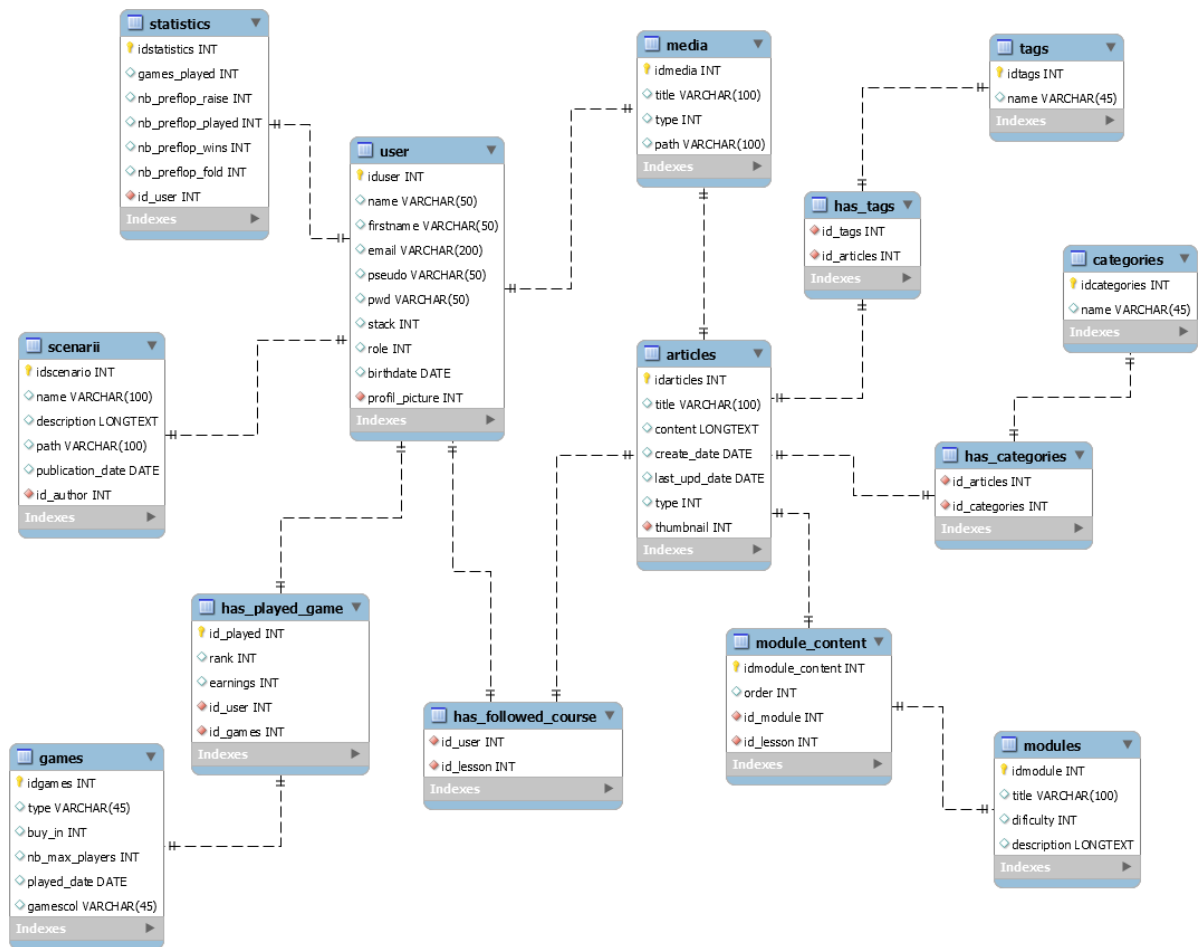 statistics
idstatistics INT
games_played INT
nb_preflop_raise INT
nb_preflop_played INT
nb_preflop_wins INT
nb_preflop_fold INT
id_user INT
Indexes
user
iduser INT
name VARCHAR(50)
firstname VARCHAR(50)
email VARCHAR(200)
pseudo VARCHAR(50)
pwd VARCHAR(50)
stack INT
role INT
birthdate DATE
profil_picture INT
Indexes
media
idmedia INT
title VARCHAR(100)
type INT
path VARCHAR(100)
Indexes
tags
idtags INT
name VARCHAR(45)
Indexes
has_tags
id_tags INT
id_articles INT
Indexes
categories
idcategories INT
name VARCHAR(45)
Indexes
scenarii
idscenario INT
name VARCHAR(100)
description LONGTEXT
path VARCHAR(100)
publication_date DATE
id_author INT
Indexes
articles
idarticles INT
title VARCHAR(100)
content LONGTEXT
create_date DATE
last_upd_date DATE
type INT
thumbnail INT
Indexes
has_categories
id_articles INT
id_categories INT
Indexes
has_played_game
id_played INT
rank INT
earnings INT
id_user INT
id_games INT
Indexes
has_followed_course
id_user INT
id_lesson INT
Indexes
module_content
idmodule_content INT
order INT
id_module INT
id_lesson INT
Indexes
games
idgames INT
type VARCHAR(45)
buy_in INT
nb_max_players INT
played_date DATE
gamescol VARCHAR(45)
Indexes
modules
idmodule INT
title VARCHAR(100)
dificulty INT
description LONGTEXT
Indexes